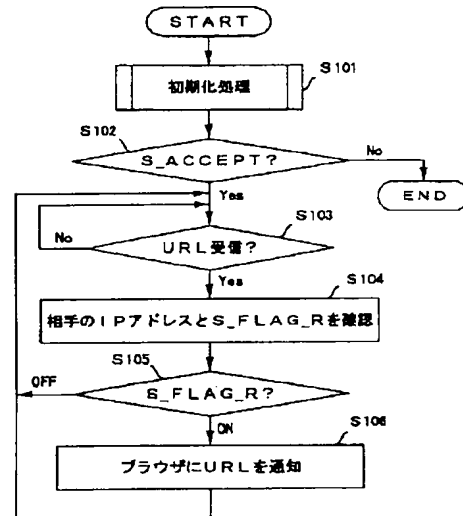 START
S101
初期化処理
S102
S_ACCEPT?
No
Yes
END
S103
No
URL受信?
Yes
S104
相手のIPアドレスとS_FLAG_Rを確認
S105
OFF
S_FLAG_R?
ON
S106
ブラウザにURLを通知